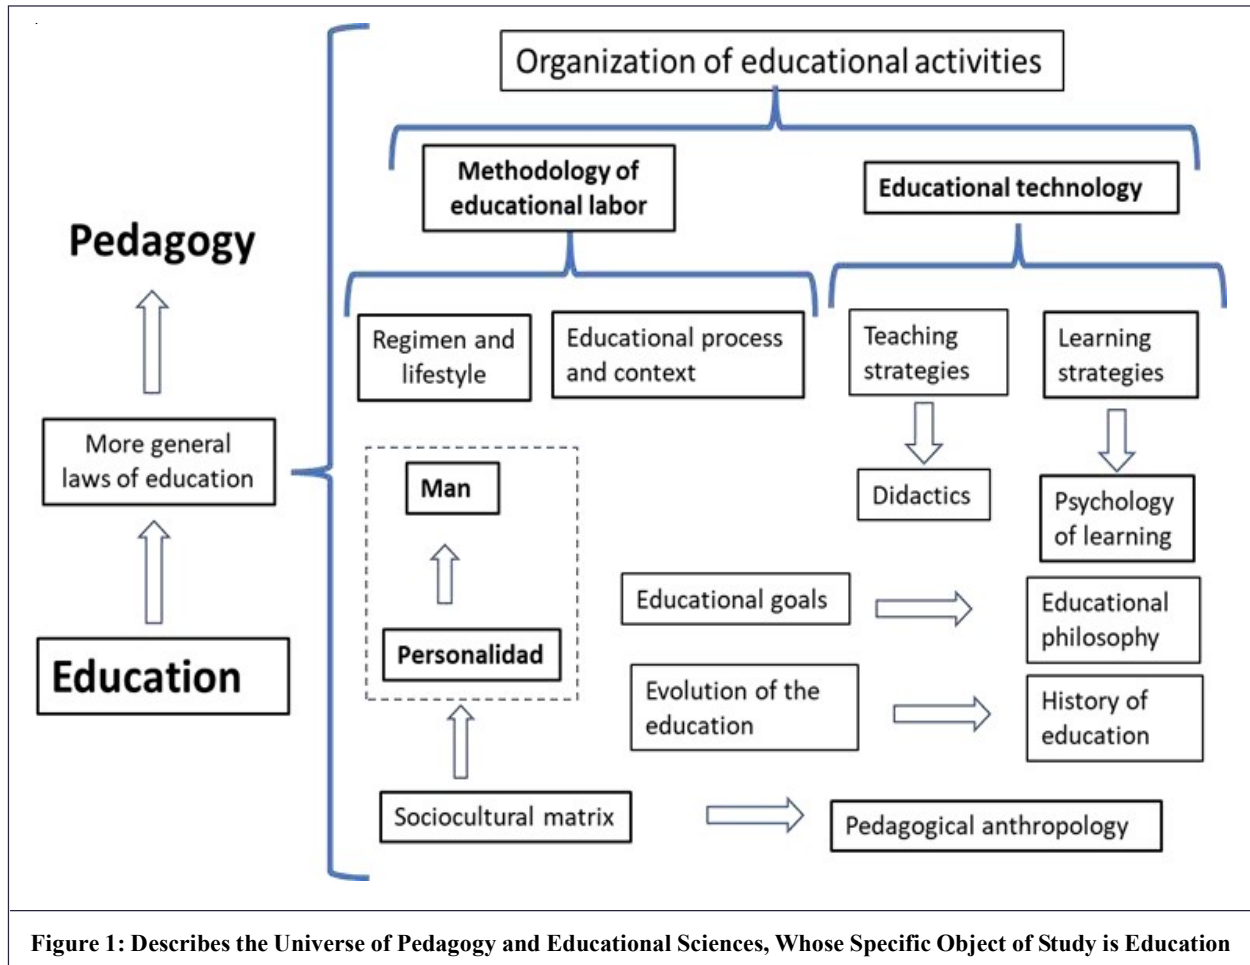 Organization of educational activities
Methodology of
educational labor
Educational technology
Pedagogy
Regimen and
lifestyle
Educational process
and context
Teaching
strategies
Learning
strategies
More general
laws of education
Man
Didactics
Psychology
of learning
Educational goals
Educational
philosophy
Personalidad
Education
Evolution of the
education
History of
education
Sociocultural matrix
Pedagogical anthropology
Figure 1: Describes the Universe of Pedagogy and Educational Sciences, Whose Specific Object of Study is Education